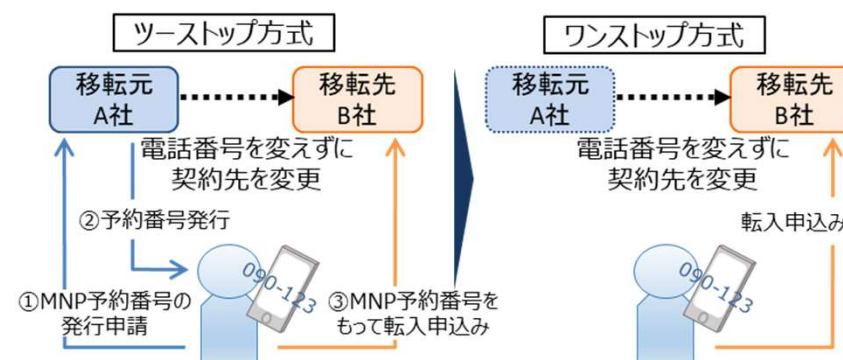 ツーストップ方式
移転元
A社
移転先
B社
電話番号を変えずに
契約先を変更
②予約番号発行
①MNP予約番号の
発行申請
090-123
③MNP予約番号を
もって転入申込み
ワンストップ方式
移転元
A社
移転先
B社
電話番号を変えずに
契約先を変更
転入申込み
090-123